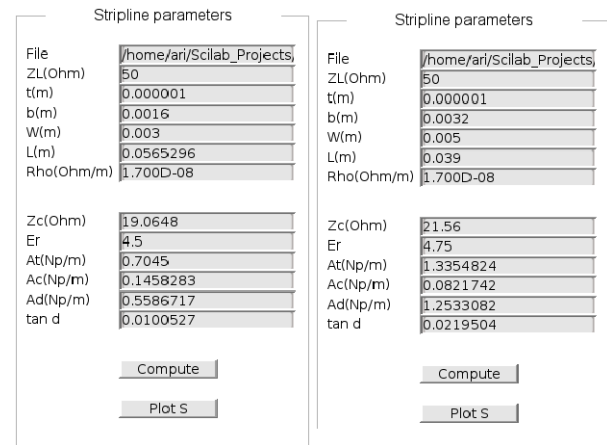 Stripline parameters
File /home/ari/Scilab_Projects/
ZL(Ohm) 50
t(m) 0.000001
b(m) 0.0016
W(m) 0.003
L(m) 0.0565296
Rho(Ohm/m) 1.700D-08
Zc(Ohm) 19.0648
Er 4.5
At(Np/m) 0.7045
Ac(Np/m) 0.1458283
Ad(Np/m) 0.5586717
tan d 0.0100527
Compute
Plot S
Stripline parameters
File /home/ari/Scilab_Projects/
ZL(Ohm) 50
t(m) 0.000001
b(m) 0.0032
W(m) 0.005
L(m) 0.039
Rho(Ohm/m) 1.700D-08
Zc(Ohm) 21.56
Er 4.75
At(Np/m) 1.3354824
Ac(Np/m) 0.0821742
Ad(Np/m) 1.2533082
tan d 0.0219504
Compute
Plot S